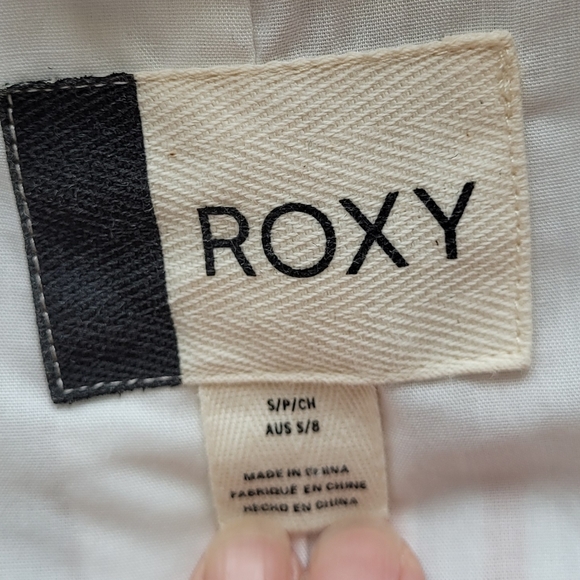 ROXY
S/P/CH
AUS S/8
MADE IN CHINA
FABRIQUÉ EN CHINE
HECHO EN CHINA